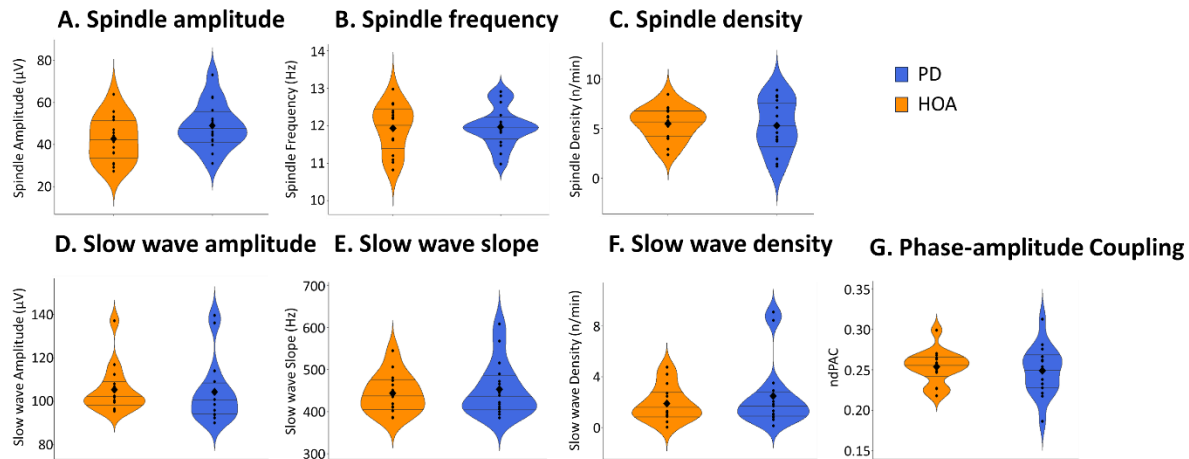 A. Spindle amplitude
B. Spindle frequency
C. Spindle density
Spindle Amplitude (µV)
80
60
40
20
Spindle Frequency (Hz)
14
13
12
11
10
Spindle Density (n/min)
10
5
0
PD
HOA
D. Slow wave amplitude
E. Slow wave slope
F. Slow wave density
G. Phase-amplitude Coupling
Slow wave Amplitude (µV)
140
120
100
80
Slow wave Slope (Hz)
700
600
500
400
300
Slow wave Density (n/min)
8
4
2
0
ndPAC
0.35
0.30
0.25
0.20
0.15